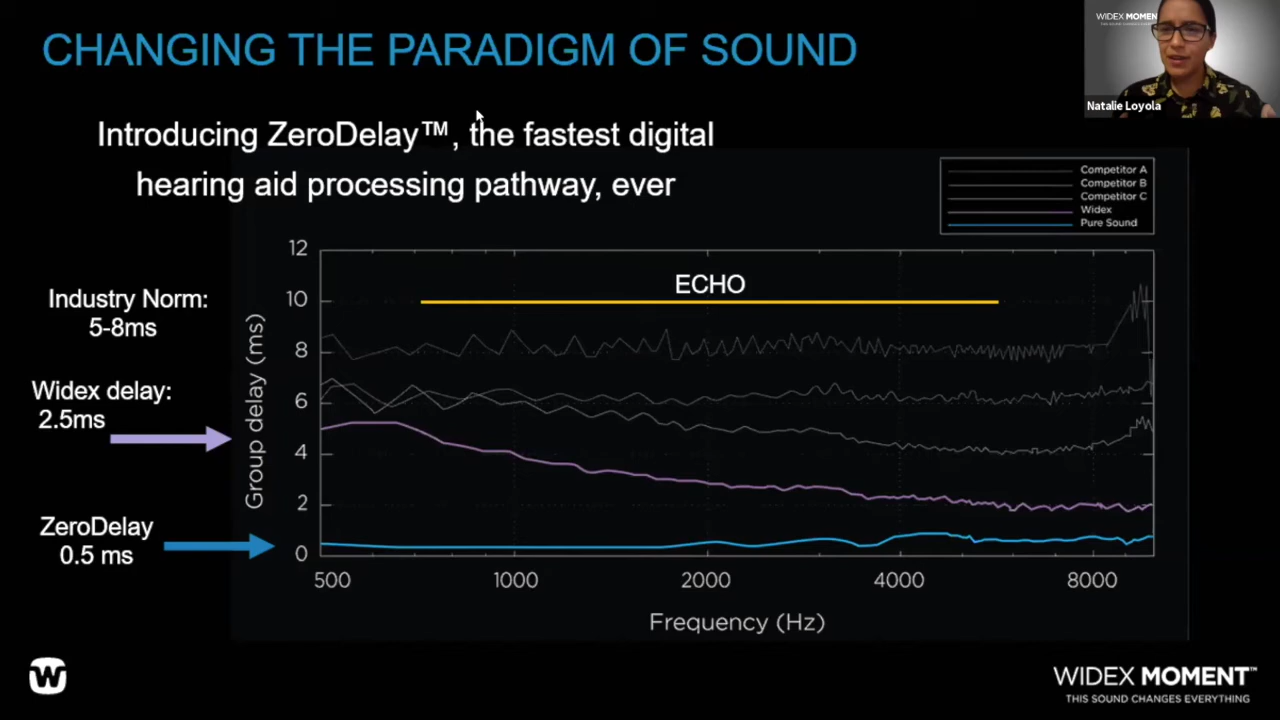 CHANGING THE PARADIGM OF SOUND
WIDEX MOMEN
Natalie Loyola
Introducing ZeroDelay™, the fastest digital
hearing aid processing pathway, ever
Competitor A
Competitor B
Competitor C
Widex
Pure Sound
ECHO
Industry Norm:
5-8ms
Widex delay:
2.5ms
ZeroDelay
0.5 ms
Group delay (ms)
12
10
8
6
4
2
0
500 1000 2000 4000 8000
Frequency (Hz)
W
WIDEX MOMENT™
THIS SOUND CHANGES EVERYTHING